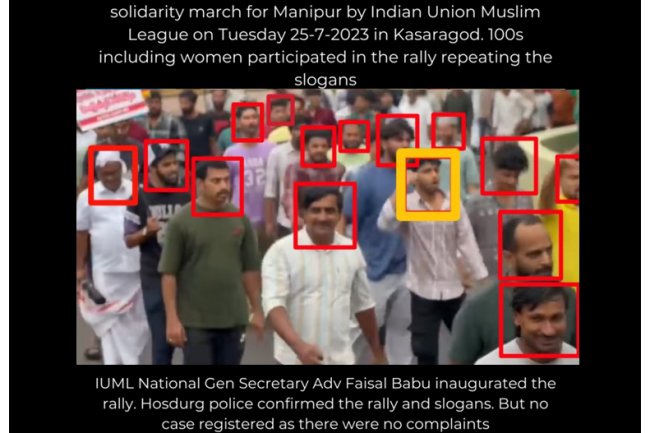 solidarity march for Manipur by Indian Union Muslim
League on Tuesday 25-7-2023 in Kasaragod. 100s
including women participated in the rally repeating the
slogans
IUML National Gen Secretary Adv Faisal Babu inaugurated the
rally. Hosdurg police confirmed the rally and slogans. But no
case registered as there were no complaints